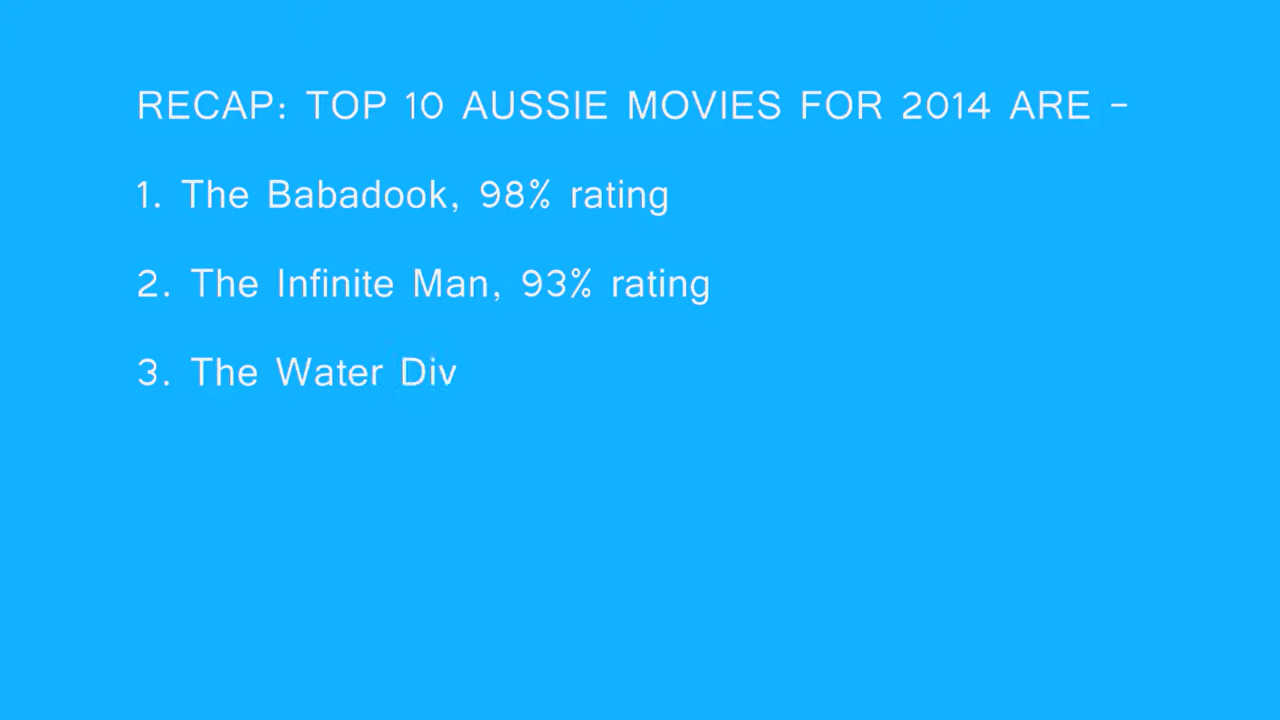 RECAP: TOP 10 AUSSIE MOVIES FOR 2014 ARE -
1. The Babadook, 98% rating
2. The Infinite Man, 93% rating
3. The Water Div